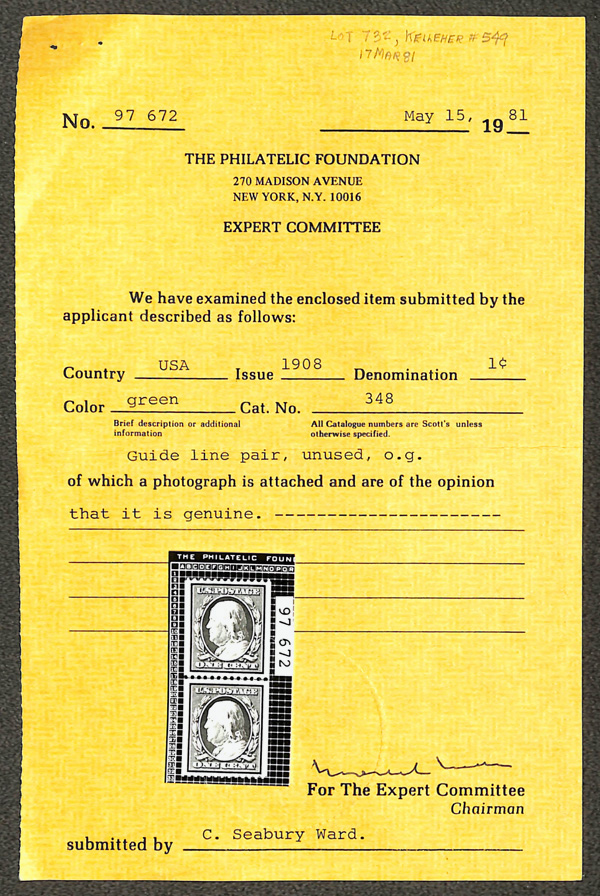 LOT 732, KELLEHER # 549
17 MAR 81
No. 97 672
May 15, 1981
THE PHILATELIC FOUNDATION
270 MADISON AVENUE
NEW YORK, N.Y. 10016
EXPERT COMMITTEE
We have examined the enclosed item submitted by the
applicant described as follows:
Country USA Issue 1908 Denomination 1¢
Color green Cat. No. 348
Brief description or additional
information
All Catalogue numbers are Scott's unless
otherwise specified.
Guide line pair, unused, o.g.
of which a photograph is attached and are of the opinion
that it is genuine. -----------------------
THE PHILATELIC FOUN
ABCDEFGHIJKLMNOPQR
U.S. POSTAGE
ONE CENT
97 672
U.S. POSTAGE
ONE CENT
For The Expert Committee
Chairman
submitted by C. Seabury Ward.